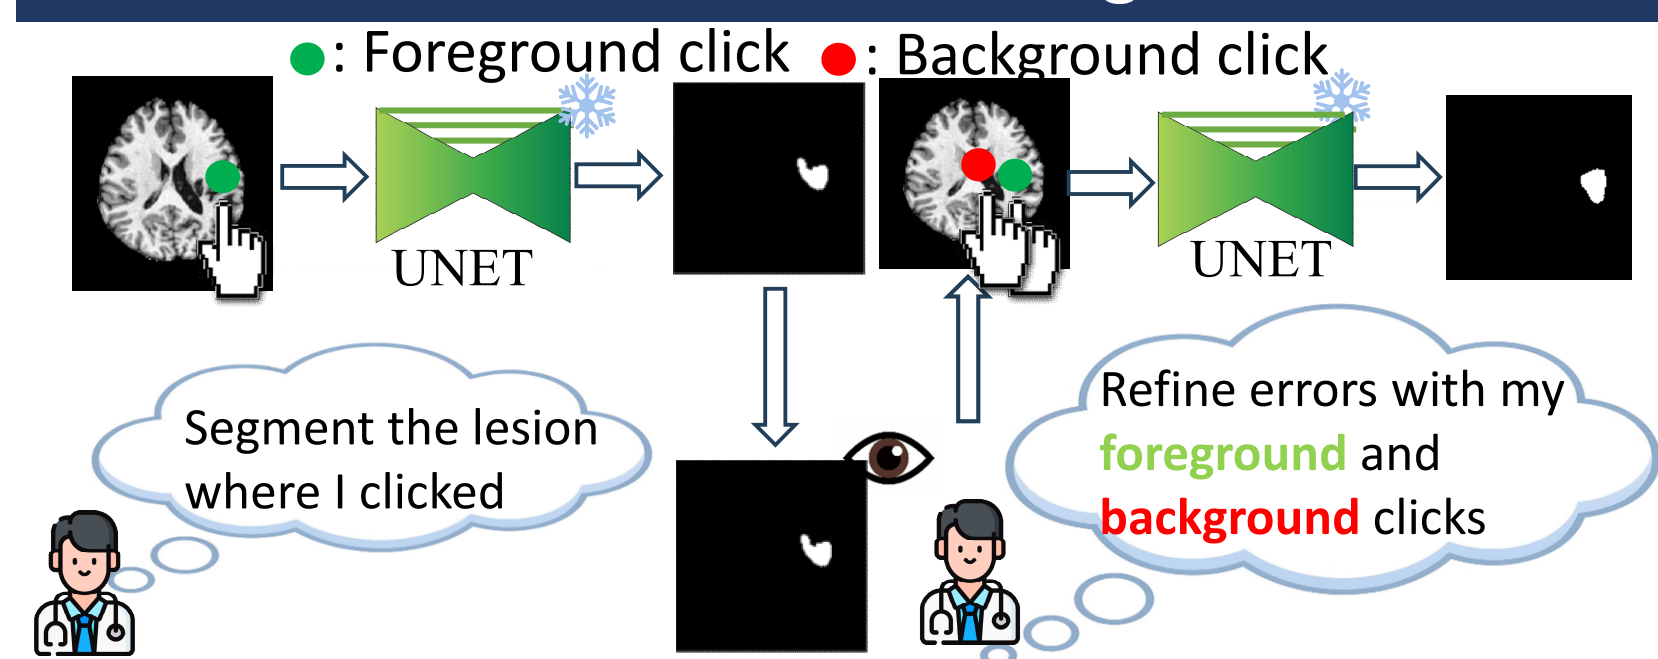 : Foreground click : Background click
UNET
UNET
Segment the lesion
where I clicked
Refine errors with my
foreground and
background clicks